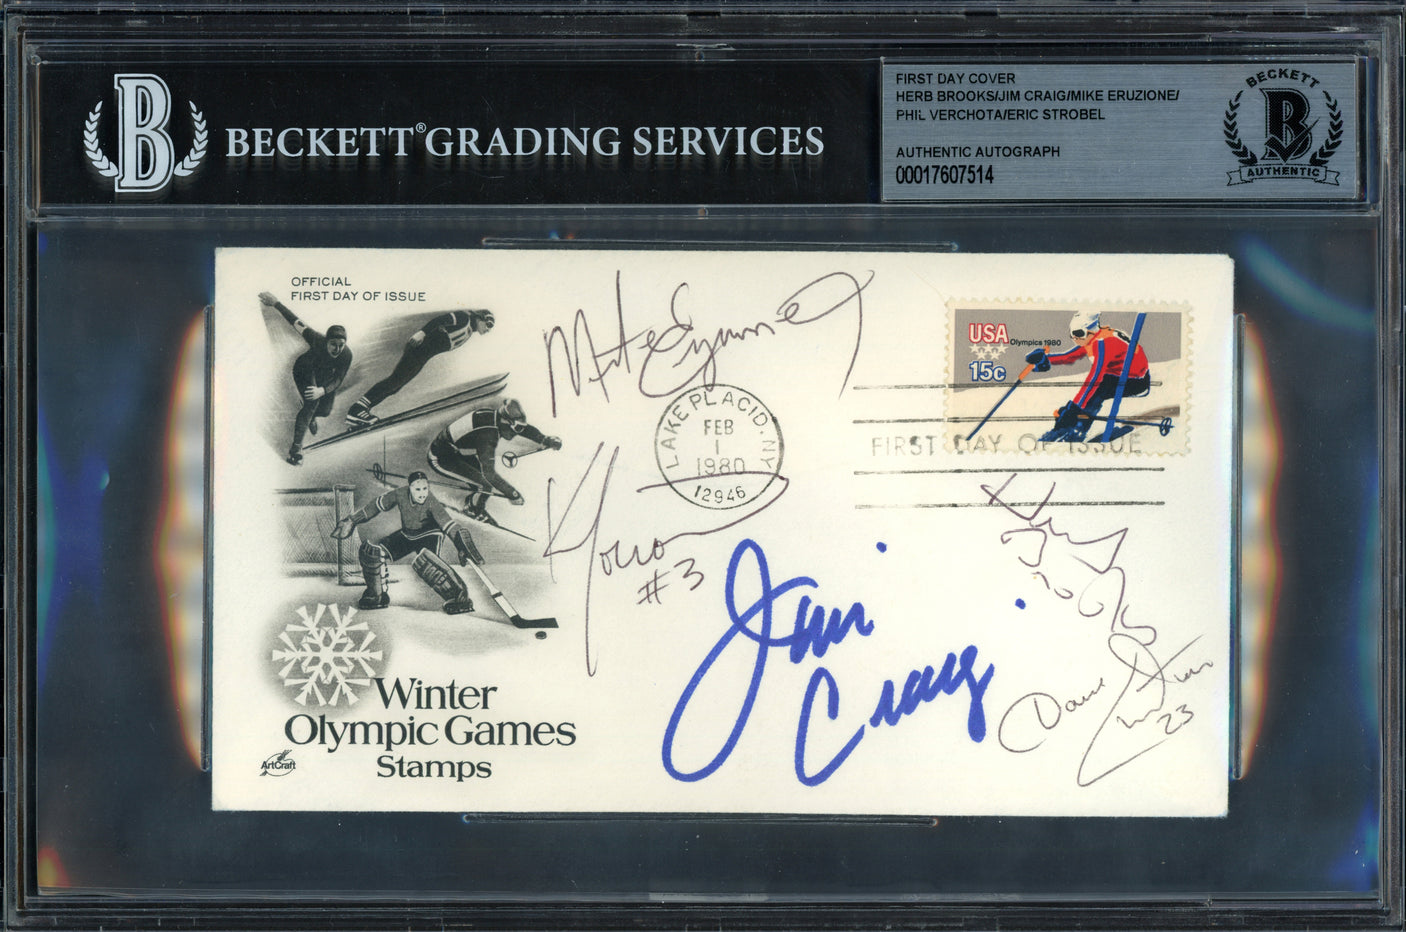 BECKETT® GRADING SERVICES
FIRST DAY COVER
HERB BROOKS/JIM CRAIG/MIKE ERUZIONE/
PHIL VERCHOTA/ERIC STROBEL
AUTHENTIC AUTOGRAPH
00017607514
BECKETT
B
AUTHENTIC
B
OFFICIAL
FIRST DAY OF ISSUE
USA
Olympics 1980
15c
LAKE PLACID, NY
FEB
1
1980
12946
FIRST DAY OF ISSUE
#3
Jim
Craig
Dave
23
Winter
Olympic Games
Stamps
ArtCraft